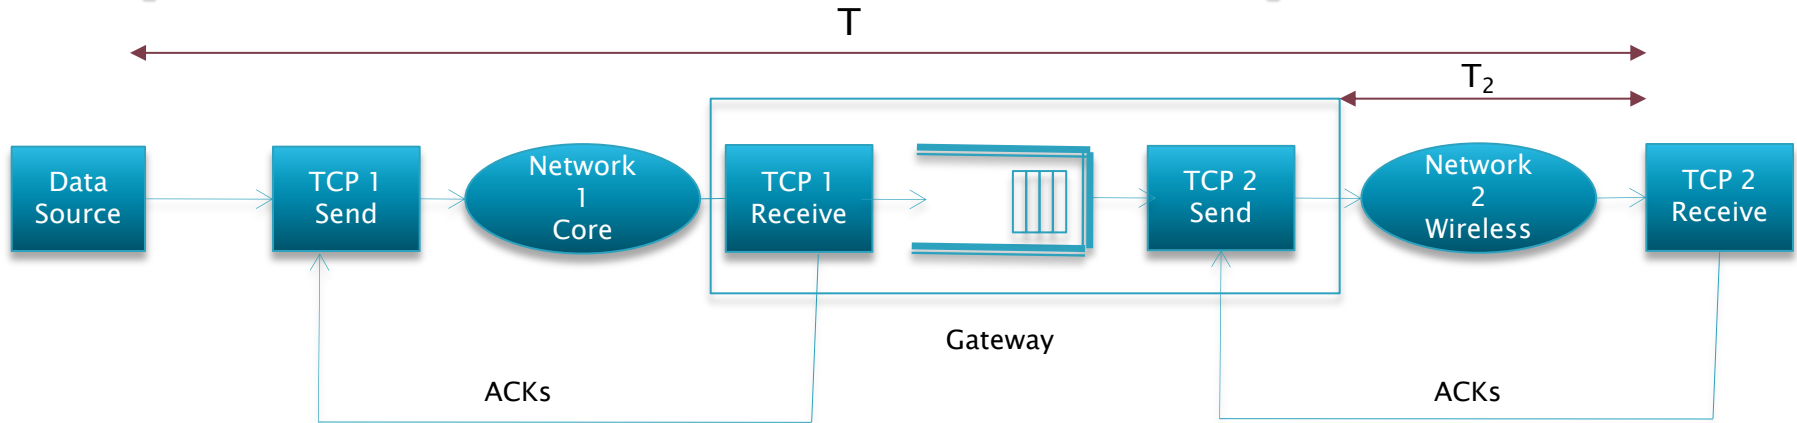 T
T₂
Data
Source
TCP 1
Send
Network
1
Core
TCP 1
Receive
TCP 2
Send
Network
2
Wireless
TCP 2
Receive
Gateway
ACKs
ACKs